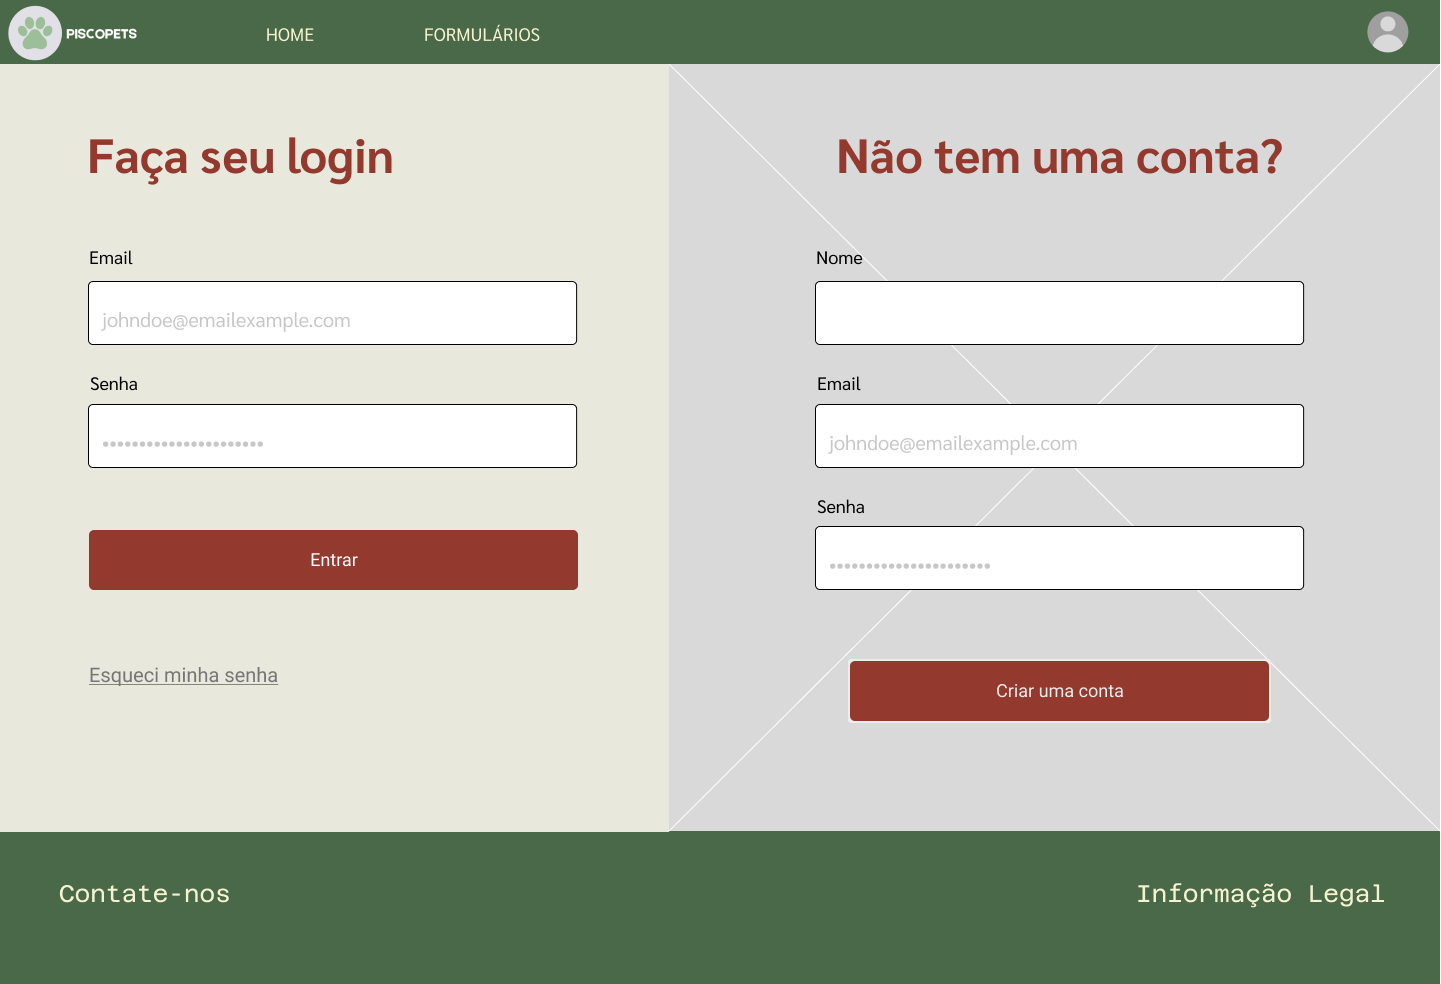 PISCOPETS
HOME
FORMULÁRIOS
Faça seu login
Email
johndoe@emailexample.com
Senha
••••••••••••••••••••••
Entrar
Esqueci minha senha
Não tem uma conta?
Nome
Email
johndoe@emailexample.com
Senha
••••••••••••••••••••••
Criar uma conta
Contate-nos
Informação Legal